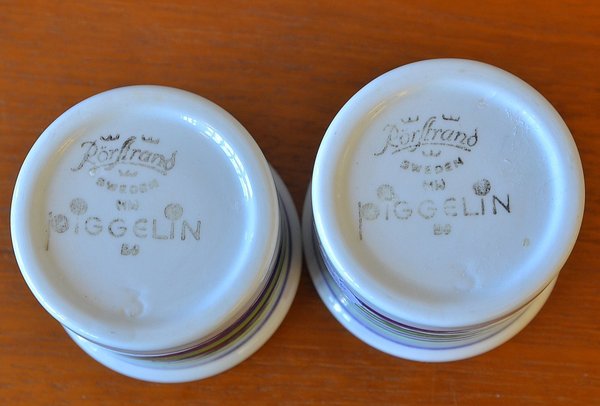 Rörstrand
SWEDEN
piGGELiN
Rörstrand
SWEDEN
piGGELiN